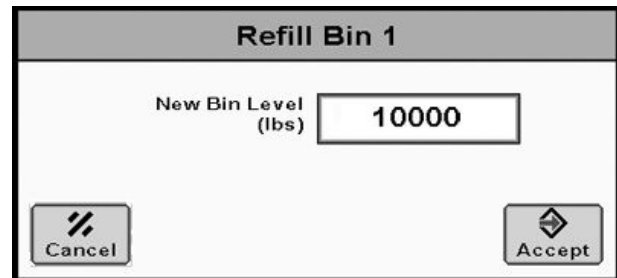 Refill Bin 1
New Bin Level
(lbs)
10000
Cancel
Accept